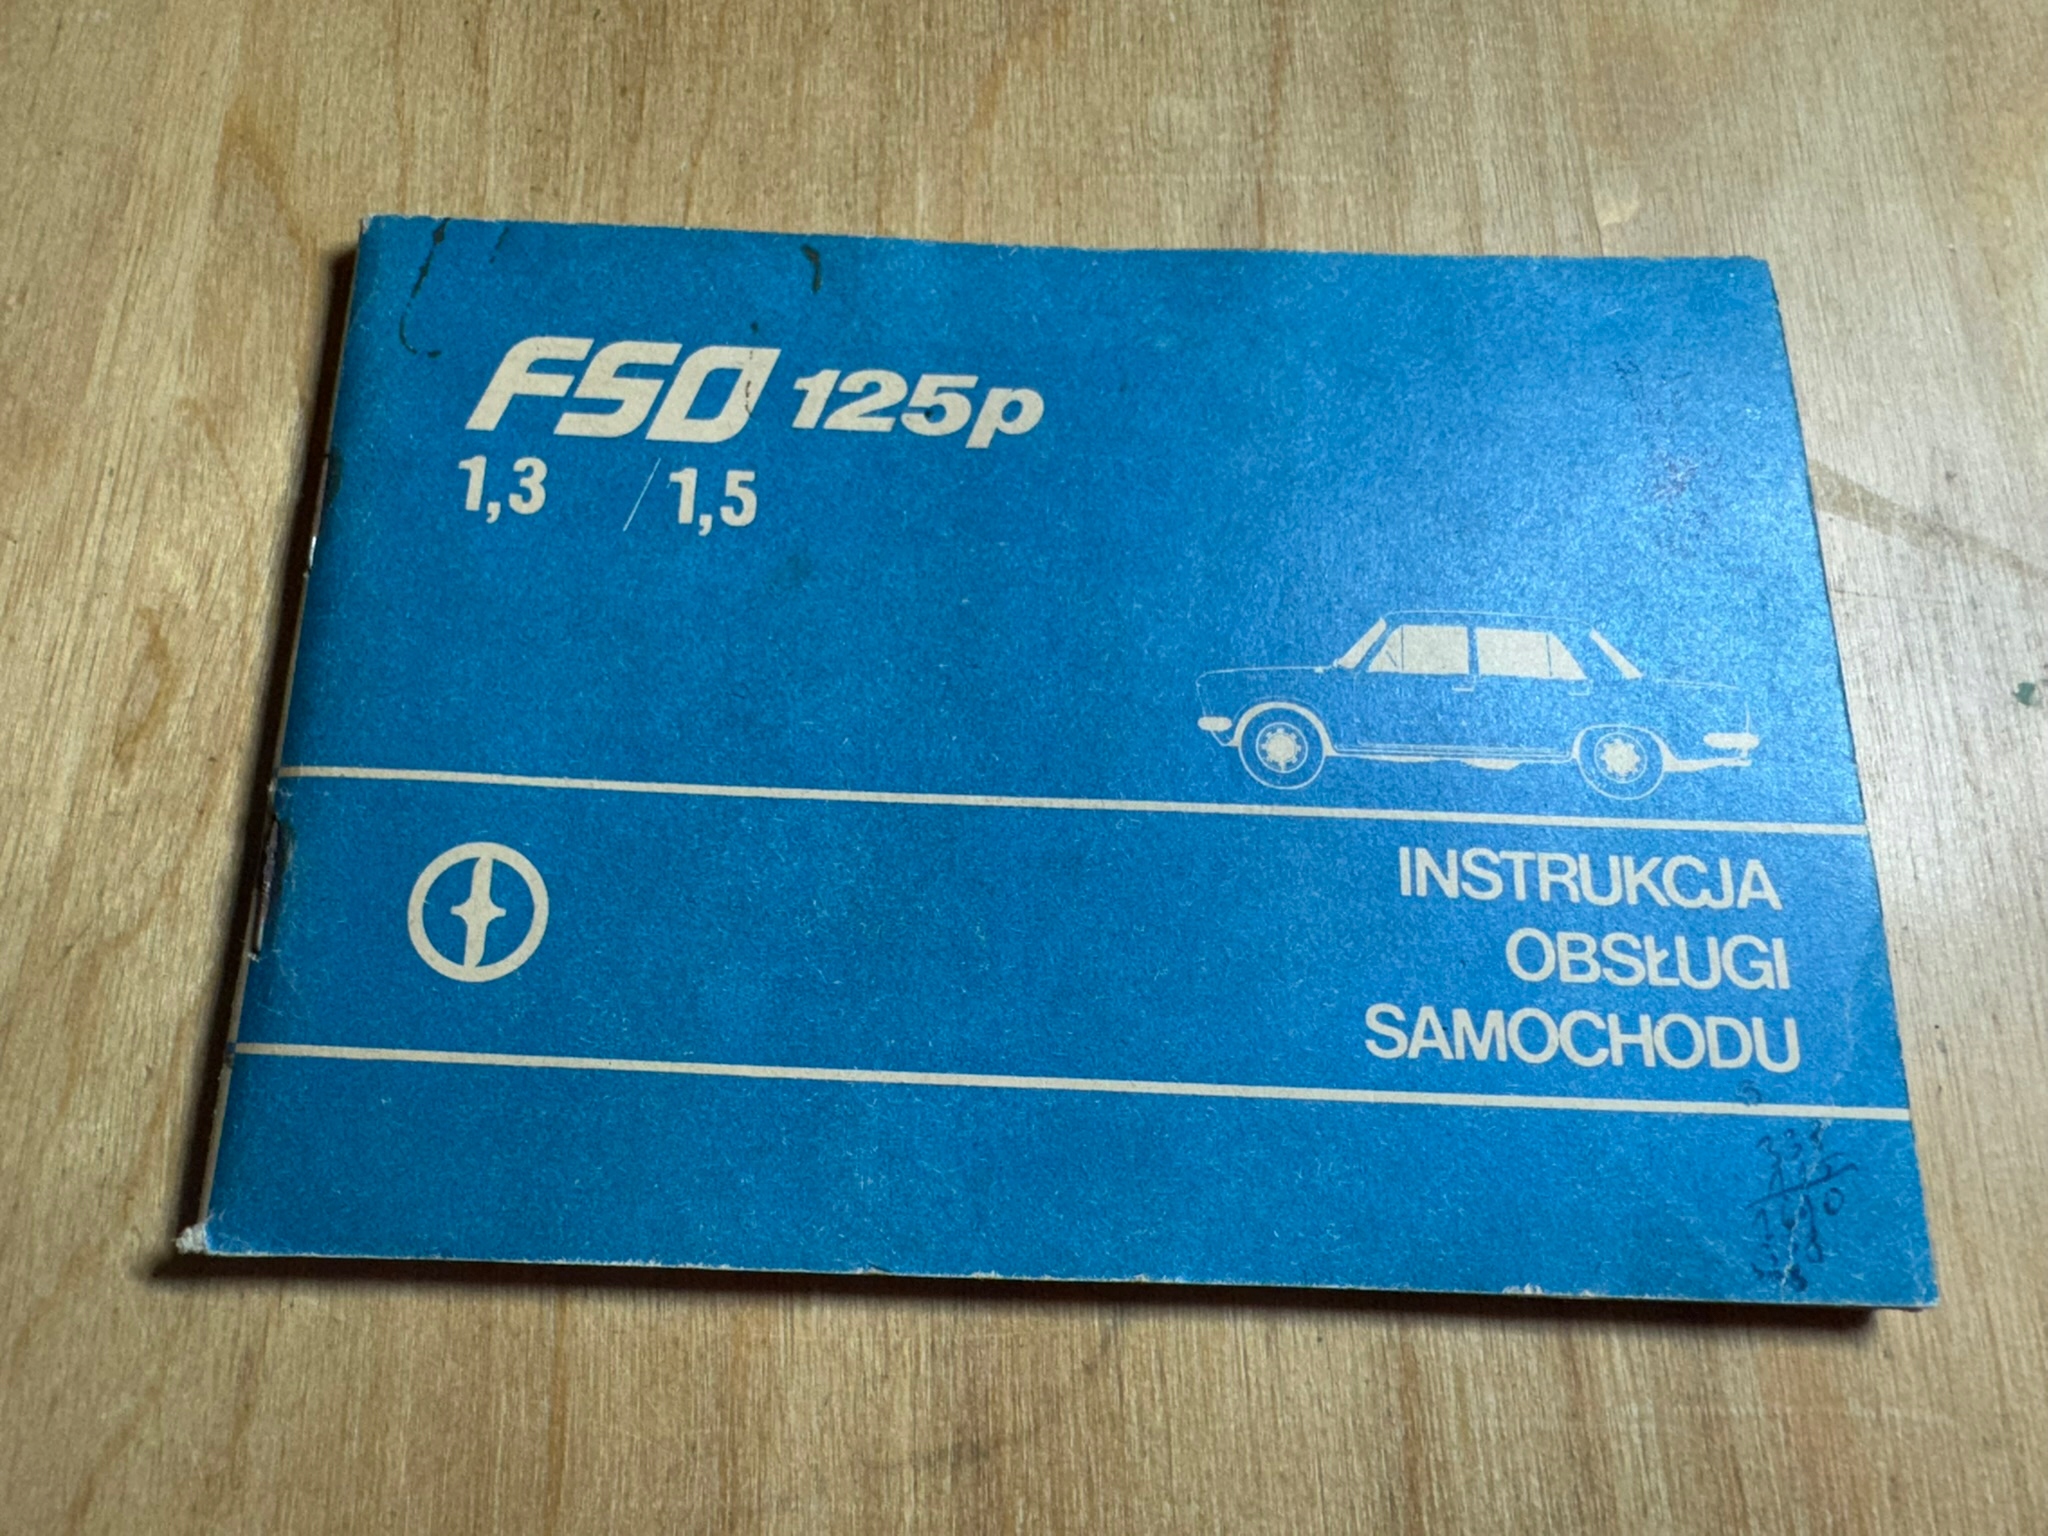 FSO 125p
1,3 / 1,5
INSTRUKCJA
OBSŁUGI
SAMOCHODU